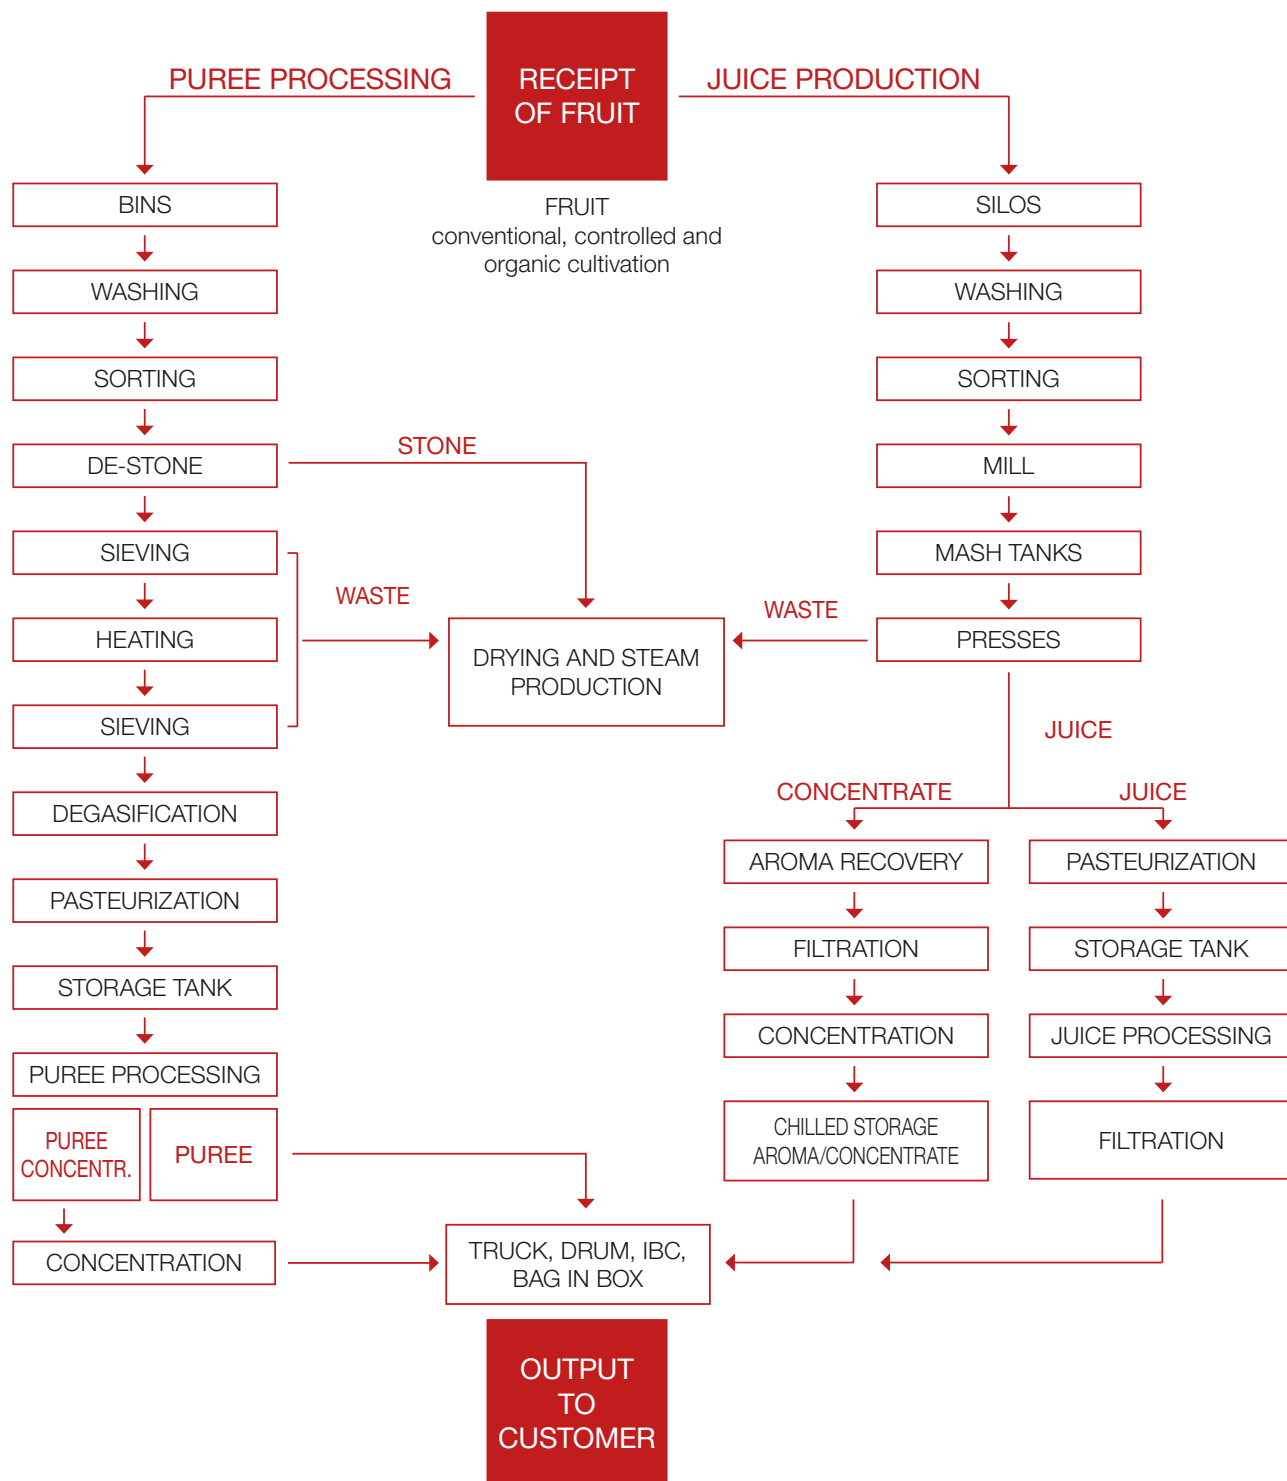 PUREE PROCESSING
RECEIPT
OF FRUIT
JUICE PRODUCTION
FRUIT
conventional, controlled and
organic cultivation
BINS
WASHING
SORTING
DE-STONE
STONE
SIEVING
HEATING
SIEVING
WASTE
DEGASIFICATION
PASTEURIZATION
STORAGE TANK
PUREE PROCESSING
PUREE
CONCENTR.
PUREE
CONCENTRATION
DRYING AND STEAM
PRODUCTION
SILOS
WASHING
SORTING
MILL
MASH TANKS
PRESSES
WASTE
JUICE
CONCENTRATE
JUICE
AROMA RECOVERY
FILTRATION
CONCENTRATION
CHILLED STORAGE
AROMA/CONCENTRATE
PASTEURIZATION
STORAGE TANK
JUICE PROCESSING
FILTRATION
TRUCK, DRUM, IBC,
BAG IN BOX
OUTPUT
TO
CUSTOMER